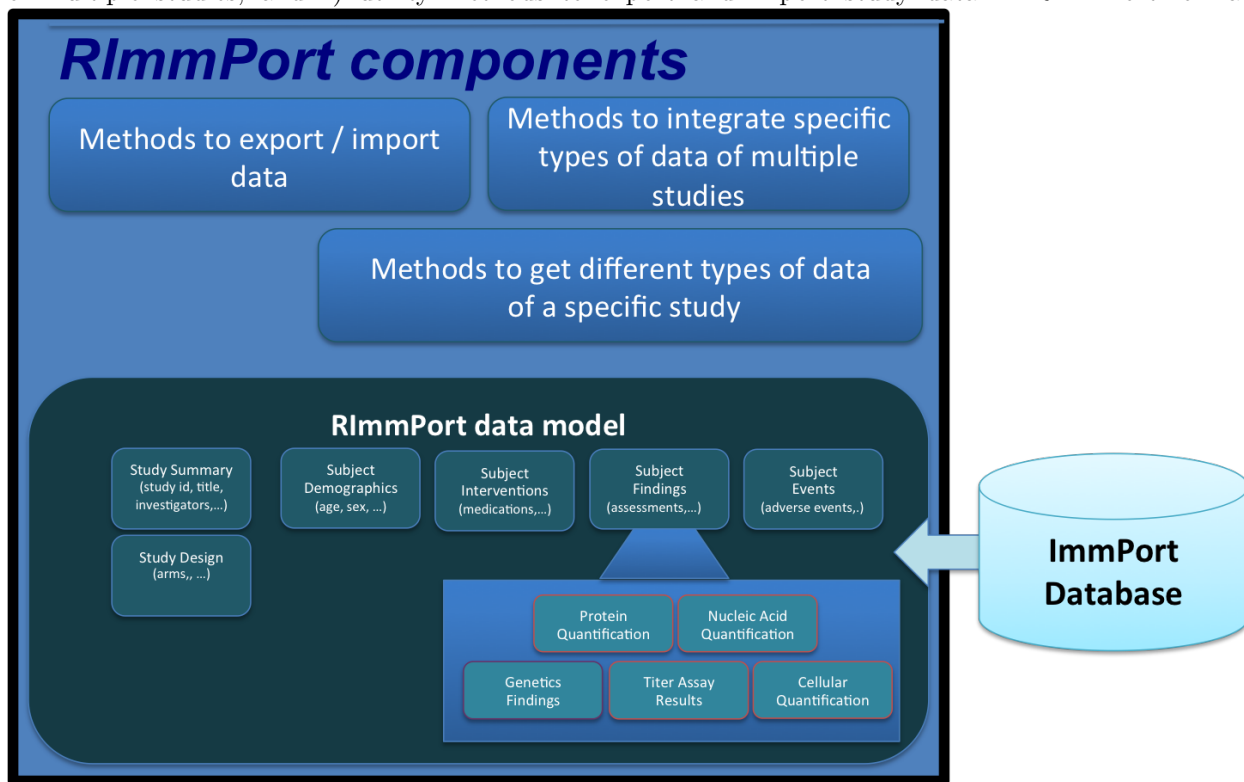 RImmPort components
Methods to export / import
data
Methods to integrate specific
types of data of multiple
studies
Methods to get different types of data
of a specific study
RImmPort data model
Study Summary
(study id, title,
investigators,...)
Subject
Demographics
(age, sex, ...)
Subject
Interventions
(medications,...)
Subject
Findings
(assessments,...)
Subject
Events
(adverse events,.)
Study Design
(arms,, ...)
Protein
Quantification
Nucleic Acid
Quantification
Genetics
Findings
Titer Assay
Results
Cellular
Quantification
ImmPort
Database